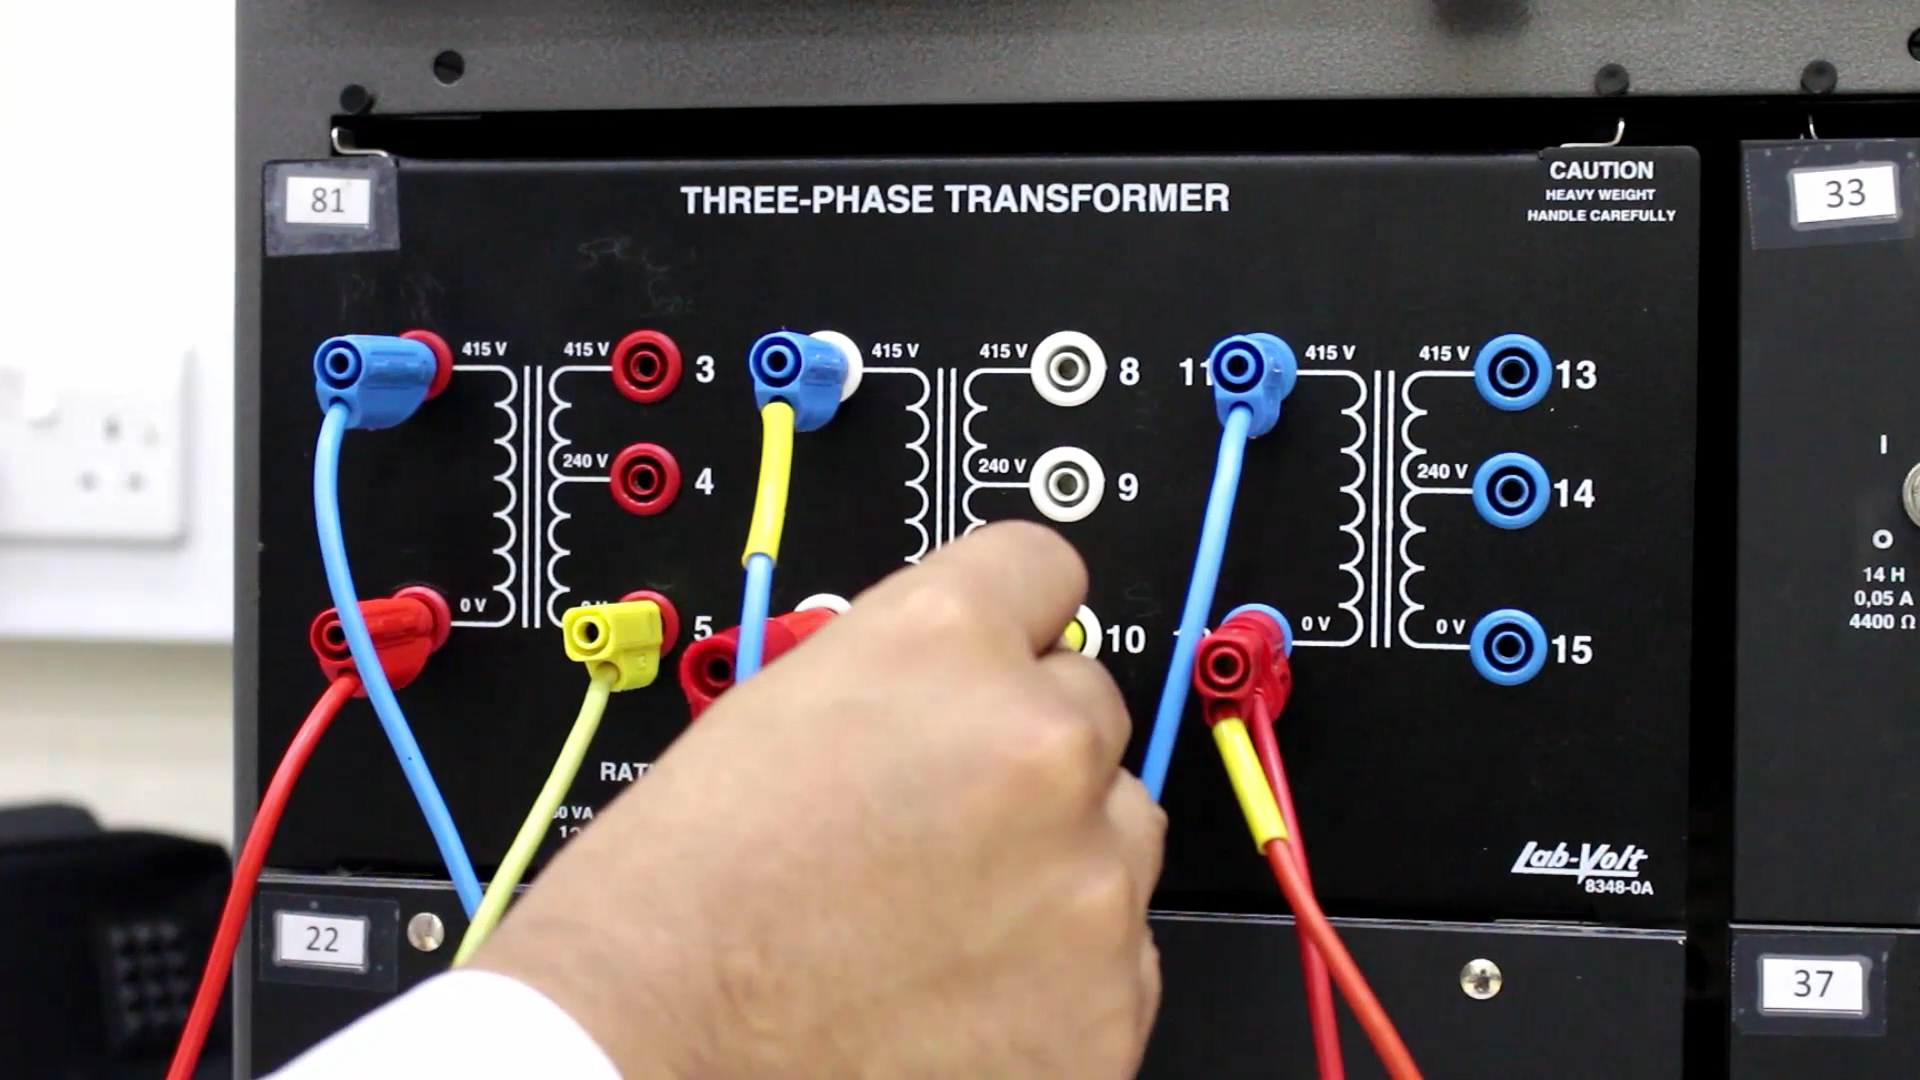 81
THREE-PHASE TRANSFORMER
CAUTION
HEAVY WEIGHT
HANDLE CAREFULLY
33
415 V
415 V
3
415 V
415 V
8
11
415 V
415 V
13
240 V
4
240 V
9
240 V
14
I
O
14 H
0,05 A
4400 Ω
0 V
5
10
0 V
0 V
15
VA
Lab-Volt
8348-0A
22
37